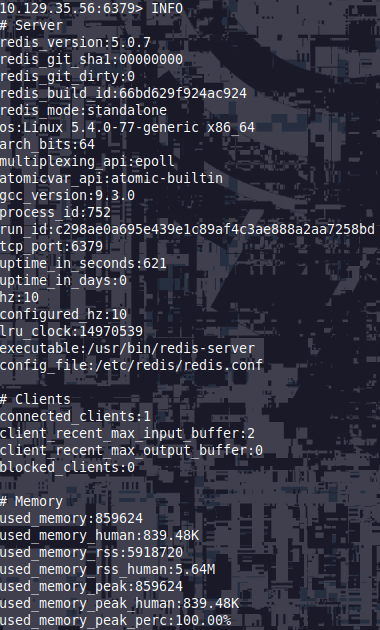 10.129.35.56:6379> INFO
# Server
redis_version:5.0.7
redis_git_sha1:00000000
redis_git_dirty:0
redis_build_id:66bd629f924ac924
redis_mode:standalone
os:Linux 5.4.0-77-generic x86_64
arch_bits:64
multiplexing_api:epoll
atomicvar_api:atomic-builtin
gcc_version:9.3.0
process_id:752
run_id:c298ae0a695e439e1c89af4c3ae888a2aa7258bd
tcp_port:6379
uptime_in_seconds:621
uptime_in_days:0
hz:10
configured_hz:10
lru_clock:14970539
executable:/usr/bin/redis-server
config_file:/etc/redis/redis.conf
# Clients
connected_clients:1
client_recent_max_input_buffer:2
client_recent_max_output_buffer:0
blocked_clients:0
# Memory
used_memory:859624
used_memory_human:839.48K
used_memory_rss:5918720
used_memory_rss_human:5.64M
used_memory_peak:859624
used_memory_peak_human:839.48K
used_memory_peak_perc:100.00%